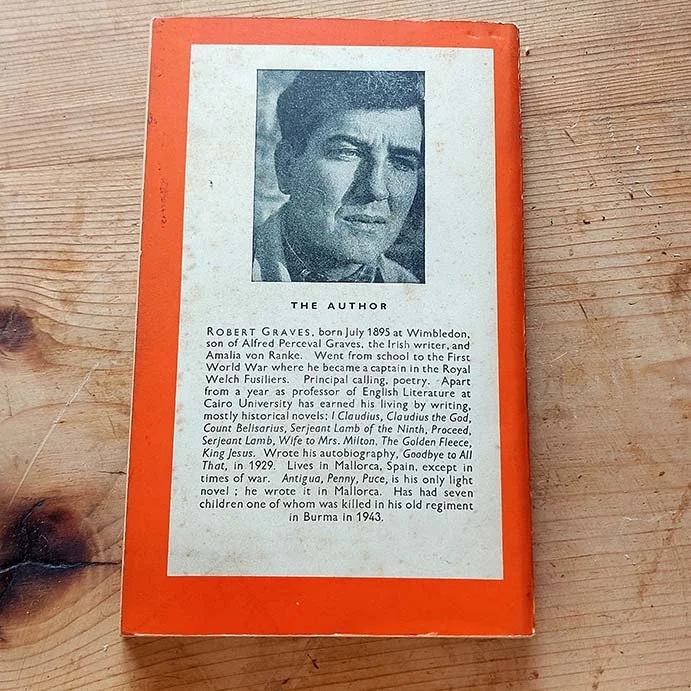 THE AUTHOR
ROBERT GRAVES, born July 1895 at Wimbledon,
son of Alfred Perceval Graves, the Irish writer, and
Amalia von Ranke. Went from school to the First
World War where he became a captain in the Royal
Welch Fusiliers. Principal calling, poetry. Apart
from a year as professor of English Literature at
Cairo University has earned his living by writing,
mostly historical novels; I Claudius, Claudius the God,
Count Belisarius, Serjeant Lamb of the Ninth, Proceed,
Serjeant Lamb, Wife to Mrs. Milton, The Golden Fleece,
King Jesus. Wrote his autobiography, Goodbye to All
That, in 1929. Lives in Mallorca, Spain, except in
times of war. Antigua, Penny, Puce, is his only light
novel ; he wrote it in Mallorca. Has had seven
children one of whom was killed in his old regiment
in Burma in 1943.